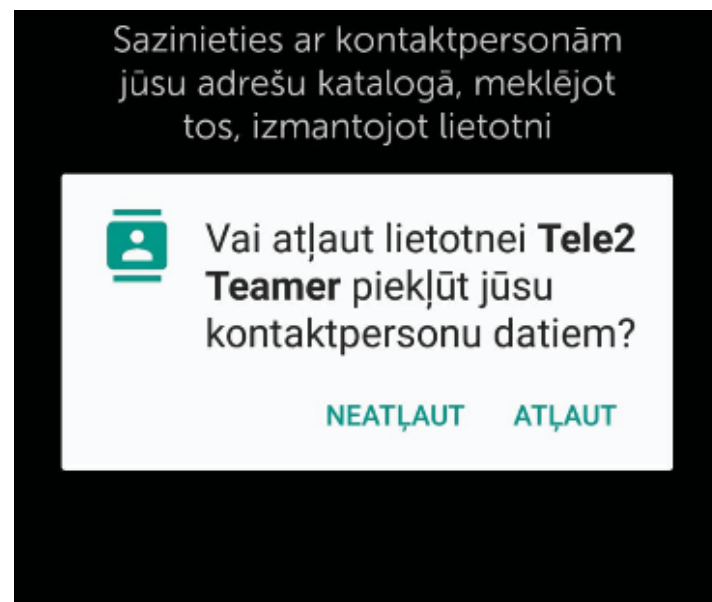 Sazinieties ar kontaktpersonām
jūsu adrešu katalogā, meklējot
tos, izmantojot lietotni
Vai atļaut lietotnei Tele2
Teamer piekļūt jūsu
kontaktpersonu datiem?
NEATĻAUT ATĻAUT